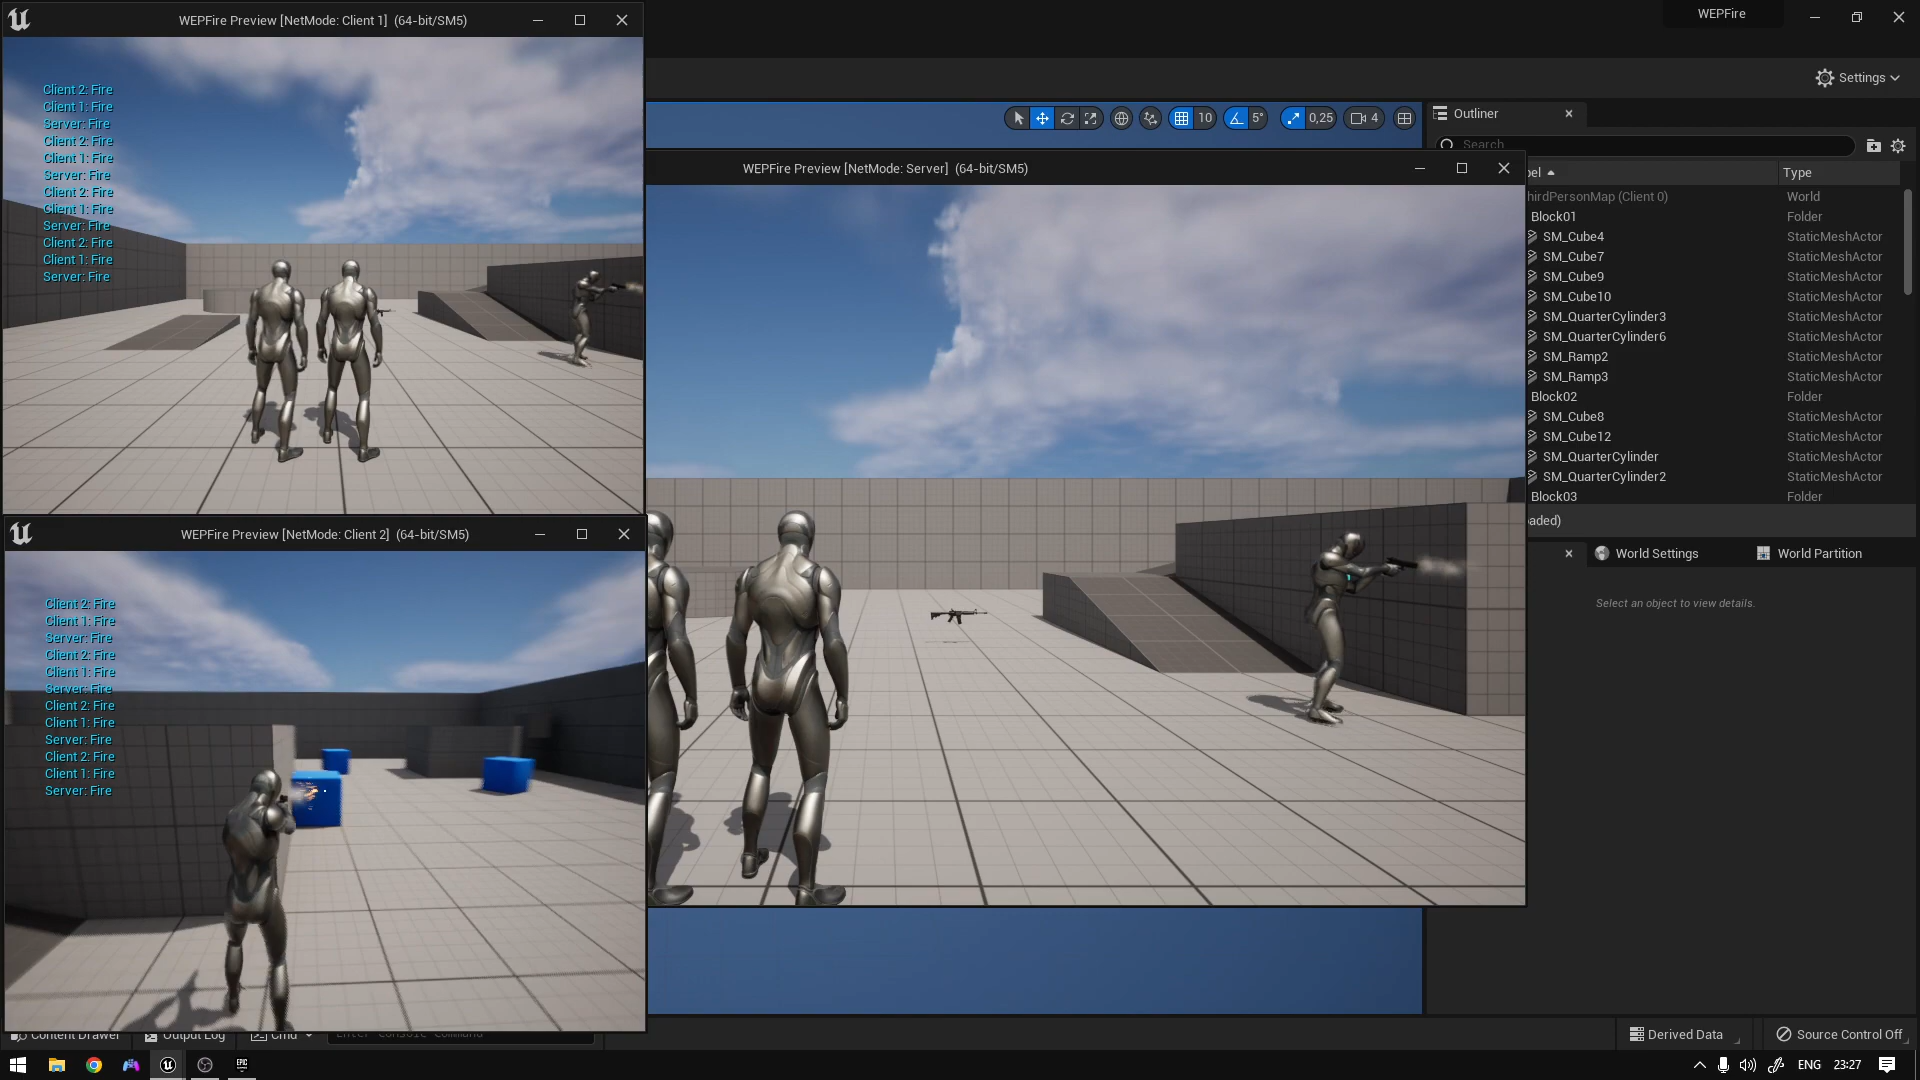 WEPFire Preview [NetMode: Client 1] (64-bit/SM5)
WEPFire
Settings
Client 2: Fire
Client 1: Fire
Server: Fire
Client 2: Fire
Client 1: Fire
Server: Fire
Client 2: Fire
Client 1: Fire
Server: Fire
Client 2: Fire
Client 1: Fire
Server: Fire
10
5°
0,25
4
Outliner
Search
WEPFire Preview [NetMode: Server] (64-bit/SM5)
bel
Type
hirdPersonMap (Client 0) World
Block01 Folder
SM_Cube4 StaticMeshActor
SM_Cube7 StaticMeshActor
SM_Cube9 StaticMeshActor
SM_Cube10 StaticMeshActor
SM_QuarterCylinder3 StaticMeshActor
SM_QuarterCylinder6 StaticMeshActor
SM_Ramp2 StaticMeshActor
SM_Ramp3 StaticMeshActor
Block02 Folder
SM_Cube8 StaticMeshActor
SM_Cube12 StaticMeshActor
SM_QuarterCylinder StaticMeshActor
SM_QuarterCylinder2 StaticMeshActor
Block03 Folder
aded)
World Settings
World Partition
Select an object to view details.
WEPFire Preview [NetMode: Client 2] (64-bit/SM5)
Client 2: Fire
Client 1: Fire
Server: Fire
Client 2: Fire
Client 1: Fire
Server: Fire
Client 2: Fire
Client 1: Fire
Server: Fire
Client 2: Fire
Client 1: Fire
Server: Fire
Content Drawer
Output Log
Cmd
Enter Console Command
Derived Data
Source Control Off
EPIC
ENG
23:27